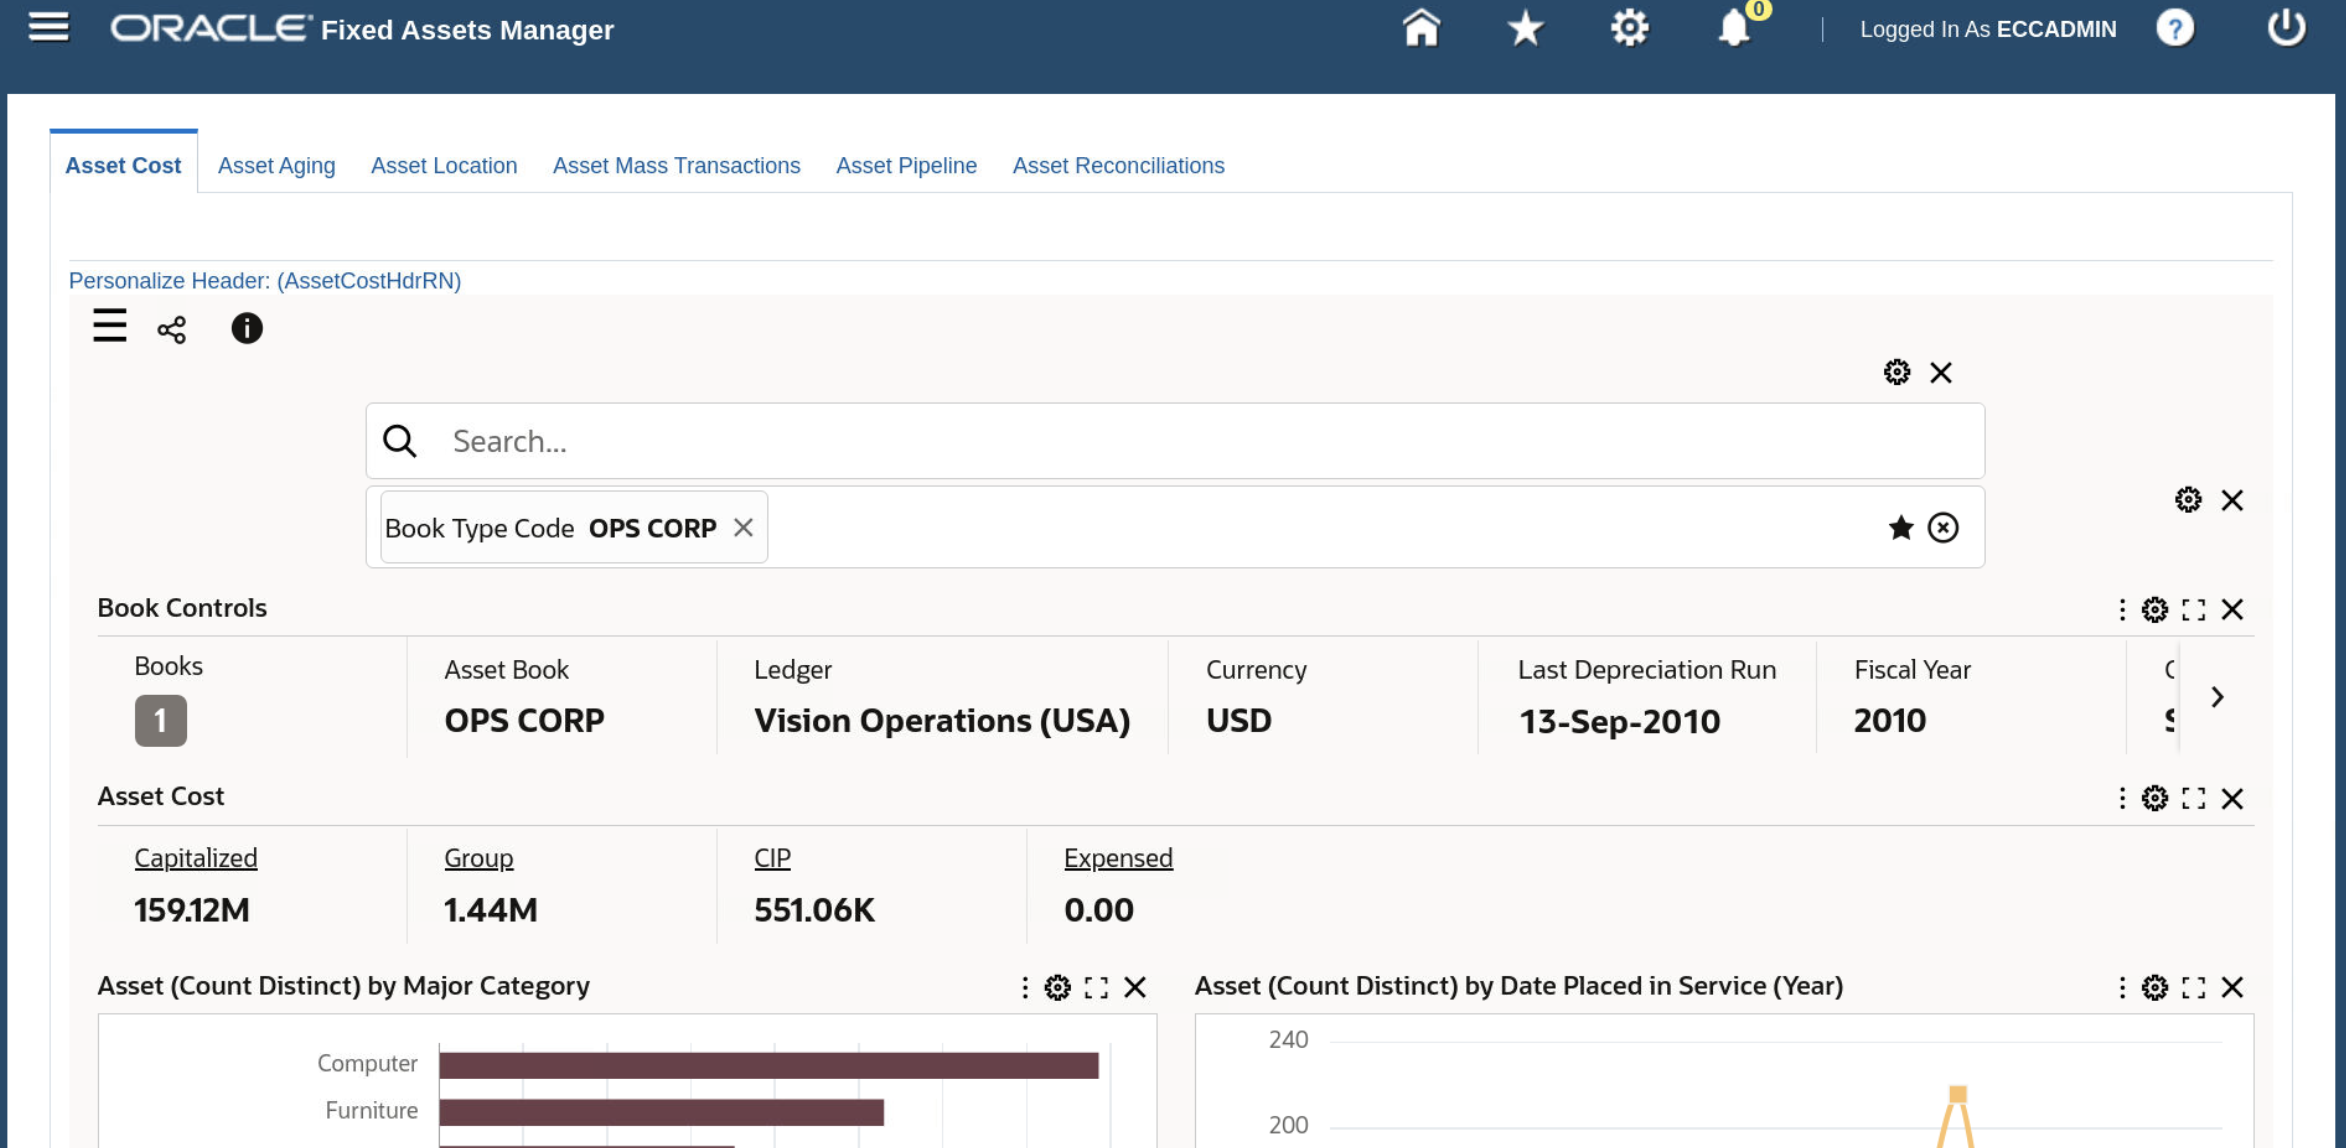 ORACLE Fixed Assets Manager
0
Logged In As ECCADMIN
?
Asset Cost Asset Aging Asset Location Asset Mass Transactions Asset Pipeline Asset Reconciliations
Personalize Header: (AssetCostHdrRN)
Search...
Book Type Code OPS CORP
Book Controls
Books Asset Book Ledger Currency Last Depreciation Run Fiscal Year
1 OPS CORP Vision Operations (USA) USD 13-Sep-2010 2010
Asset Cost
Capitalized Group CIP Expensed
159.12M 1.44M 551.06K 0.00
Asset (Count Distinct) by Major Category
Computer
Furniture
Asset (Count Distinct) by Date Placed in Service (Year)
240
200